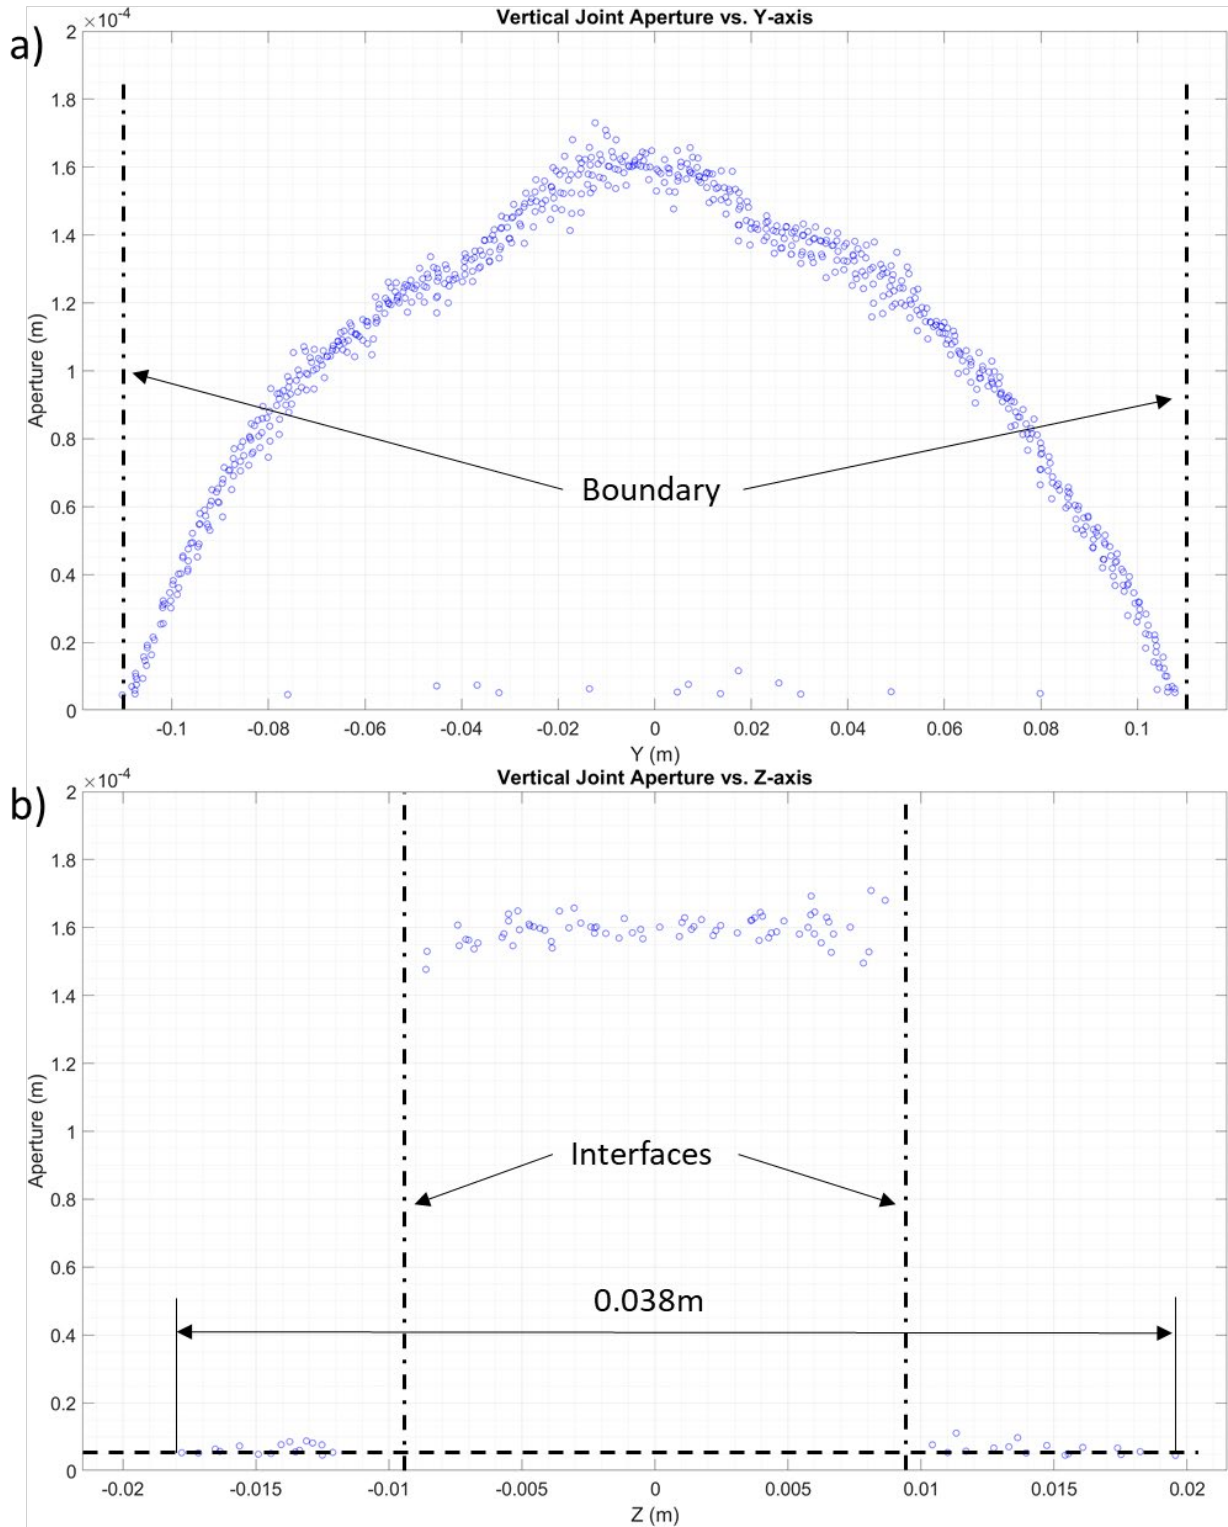 Vertical Joint Aperture vs. Y-axis
a)
×10⁻⁴
2
1.8
1.6
1.4
1.2
1
0.8
0.6
0.4
0.2
0
Aperture (m)
Boundary
-0.1 -0.08 -0.06 -0.04 -0.02 0 0.02 0.04 0.06 0.08 0.1
Y (m)
Vertical Joint Aperture vs. Z-axis
b)
×10⁻⁴
2
1.8
1.6
1.4
1.2
1
0.8
0.6
0.4
0.2
0
Aperture (m)
Interfaces
0.038m
-0.02 -0.015 -0.01 -0.005 0 0.005 0.01 0.015 0.02
Z (m)